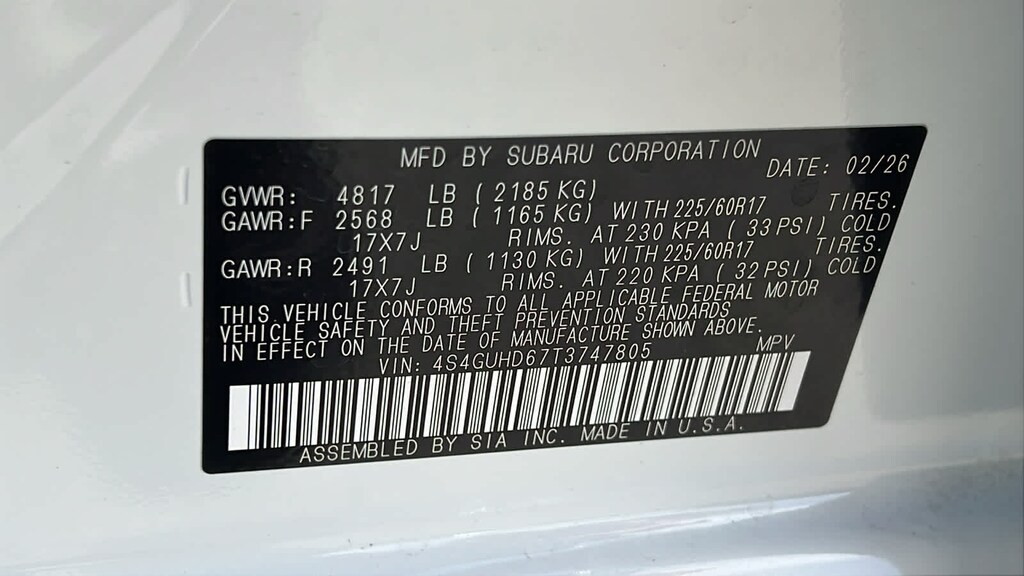 MFD BY SUBARU CORPORATION DATE: 02/26
GVWR: 4817 LB ( 2185 KG)
GAWR:F 2568 LB ( 1165 KG) WITH 225/60R17 TIRES.
17X7J RIMS. AT 230 KPA ( 33 PSI) COLD
GAWR:R 2491 LB ( 1130 KG) WITH 225/60R17 TIRES.
17X7J RIMS. AT 220 KPA ( 32 PSI) COLD
THIS VEHICLE CONFORMS TO ALL APPLICABLE FEDERAL MOTOR
VEHICLE SAFETY AND THEFT PREVENTION STANDARDS
IN EFFECT ON THE DATE OF MANUFACTURE SHOWN ABOVE.
VIN: 4S4GUHD67T3747805 MPV
ASSEMBLED BY SIA INC. MADE IN U.S.A.